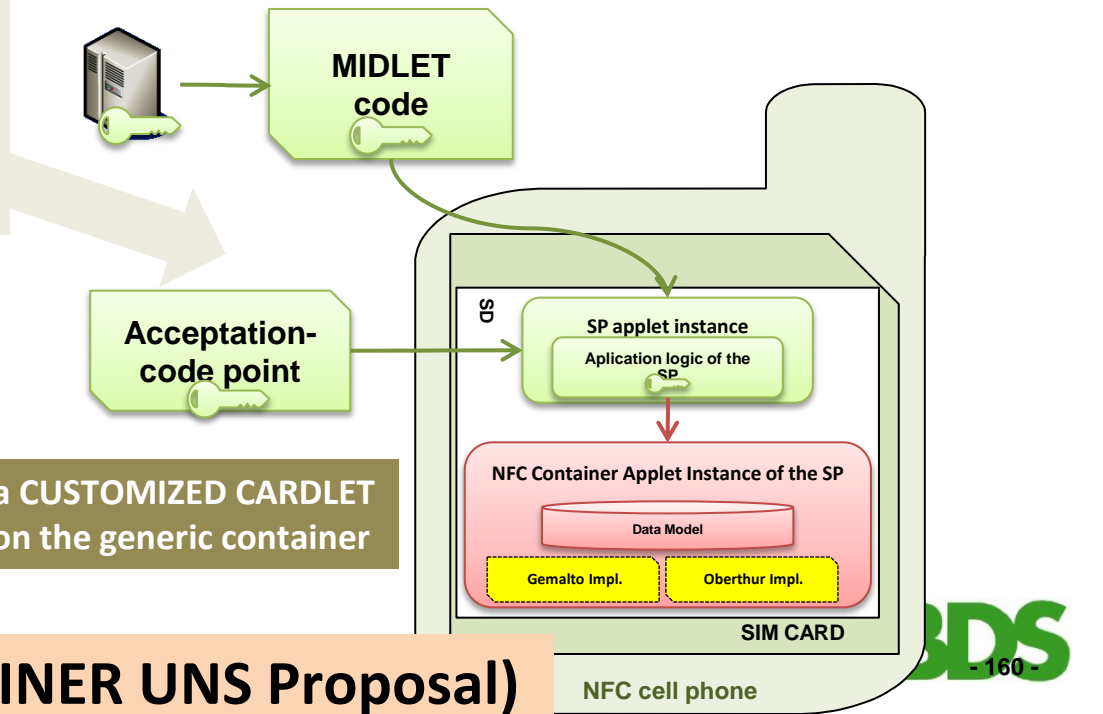 MIDLET
code
SD
SP applet instance
Aplication logic of the
SP
Acceptation-
code point
NFC Container Applet Instance of the SP
Data Model
Gemalto Impl.
Oberthur Impl.
a CUSTOMIZED CARDLET
on the generic container
SIM CARD
INER UNS Proposal)
NFC cell phone
BDS
- 160 -